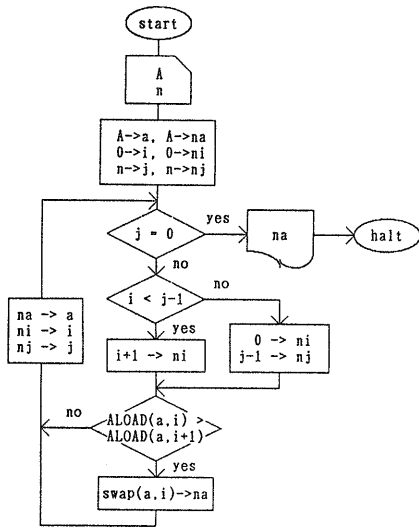 start
A
n
A->a, A->na
0->i, 0->ni
n->j, n->nj
j = 0
yes
na
halt
no
i < j-1
no
na -> a
ni -> i
nj -> j
yes
i+1 -> ni
0 -> ni
j-1 -> nj
no
ALOAD(a,i) >
ALOAD(a,i+1)
yes
swap(a,i)->na